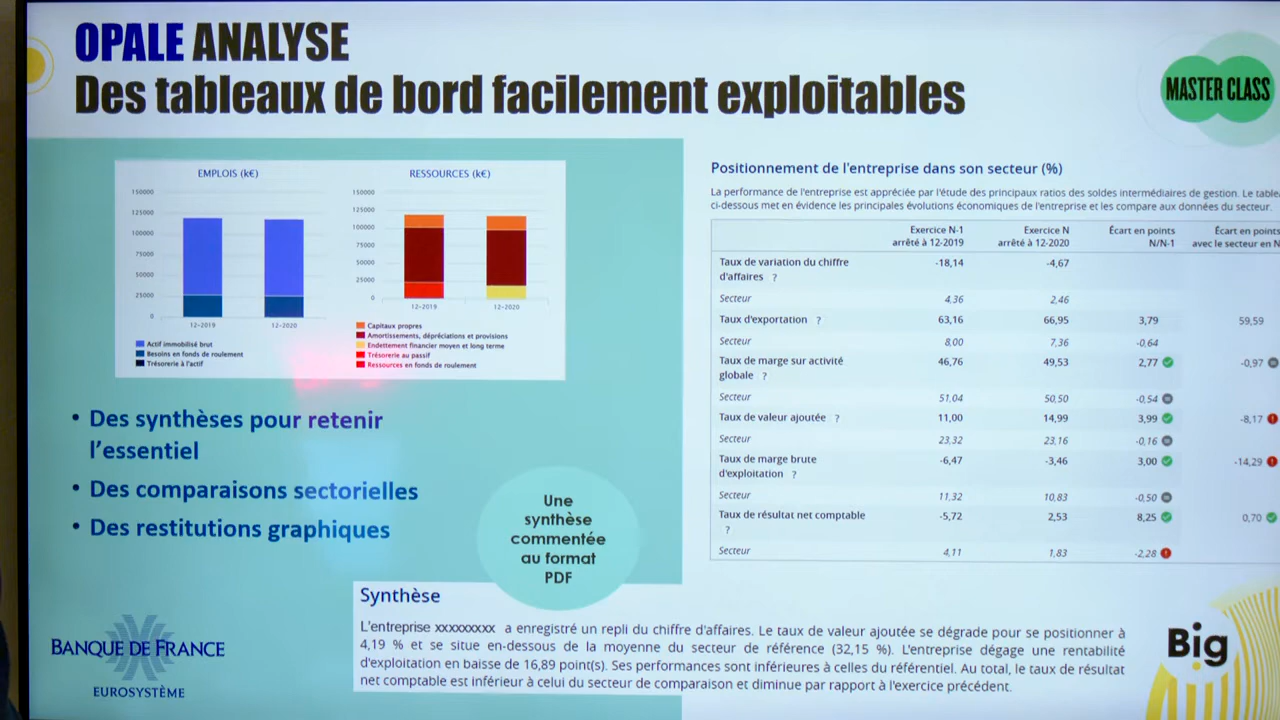 OPALE ANALYSE
Des tableaux de bord facilement exploitables
MASTER CLASS
EMPLOIS (k€)
150000
125000
100000
75000
50000
25000
0
12-2019
12-2020
Actif immobilisé brut
Besoins en fonds de roulement
Trésorerie à l'actif
RESSOURCES (k€)
150000
125000
100000
75000
50000
25000
0
12-2019
12-2020
Capitaux propres
Amortissements, dépréciations et provisions
Endettement financier moyen et long terme
Trésorerie au passif
Ressources en fonds de roulement
• Des synthèses pour retenir
l'essentiel
• Des comparaisons sectorielles
• Des restitutions graphiques
Une
synthèse
commentée
au format
PDF
Positionnement de l'entreprise dans son secteur (%)
La performance de l'entreprise est appréciée par l'étude des principaux ratios des soldes intermédiaires de gestion. Le
ci-dessous met en évidence les principales évolutions économiques de l'entreprise et les compare aux données du secteur.
Exercice N-1 Exercice N Écart en points Écart en points
arrêté à 12-2019 arrêté à 12-2020 N/N-1 avec le secteur en N
Taux de variation du chiffre -18,14 -4,67
d'affaires ?
Secteur 4,36 2,46
Taux d'exportation ? 63,16 66,95 3,79 59,59
Secteur 8,00 7,36 -0,64
Taux de marge sur activité 46,76 49,53 2,77 -0,97
globale ?
Secteur 51,04 50,50 -0,54
Taux de valeur ajoutée ? 11,00 14,99 3,99 -8,17
Secteur 23,32 23,16 -0,16
Taux de marge brute -6,47 -3,46 3,00 -14,29
d'exploitation ?
Secteur 11,32 10,83 -0,50
Taux de résultat net comptable -5,72 2,53 8,25 0,70
?
Secteur 4,11 1,83 -2,28
Synthèse
L'entreprise xxxxxxxxx a enregistré un repli du chiffre d'affaires. Le taux de valeur ajoutée se dégrade pour se positionner à
4,19 % et se situe en-dessous de la moyenne du secteur de référence (32,15 %). L'entreprise dégage une rentabilité
d'exploitation en baisse de 16,89 point(s). Ses performances sont inférieures à celles du référentiel. Au total, le taux de résultat
net comptable est inférieur à celui du secteur de comparaison et diminue par rapport à l'exercice précédent.
BANQUE DE FRANCE
EUROSYSTÈME
Big